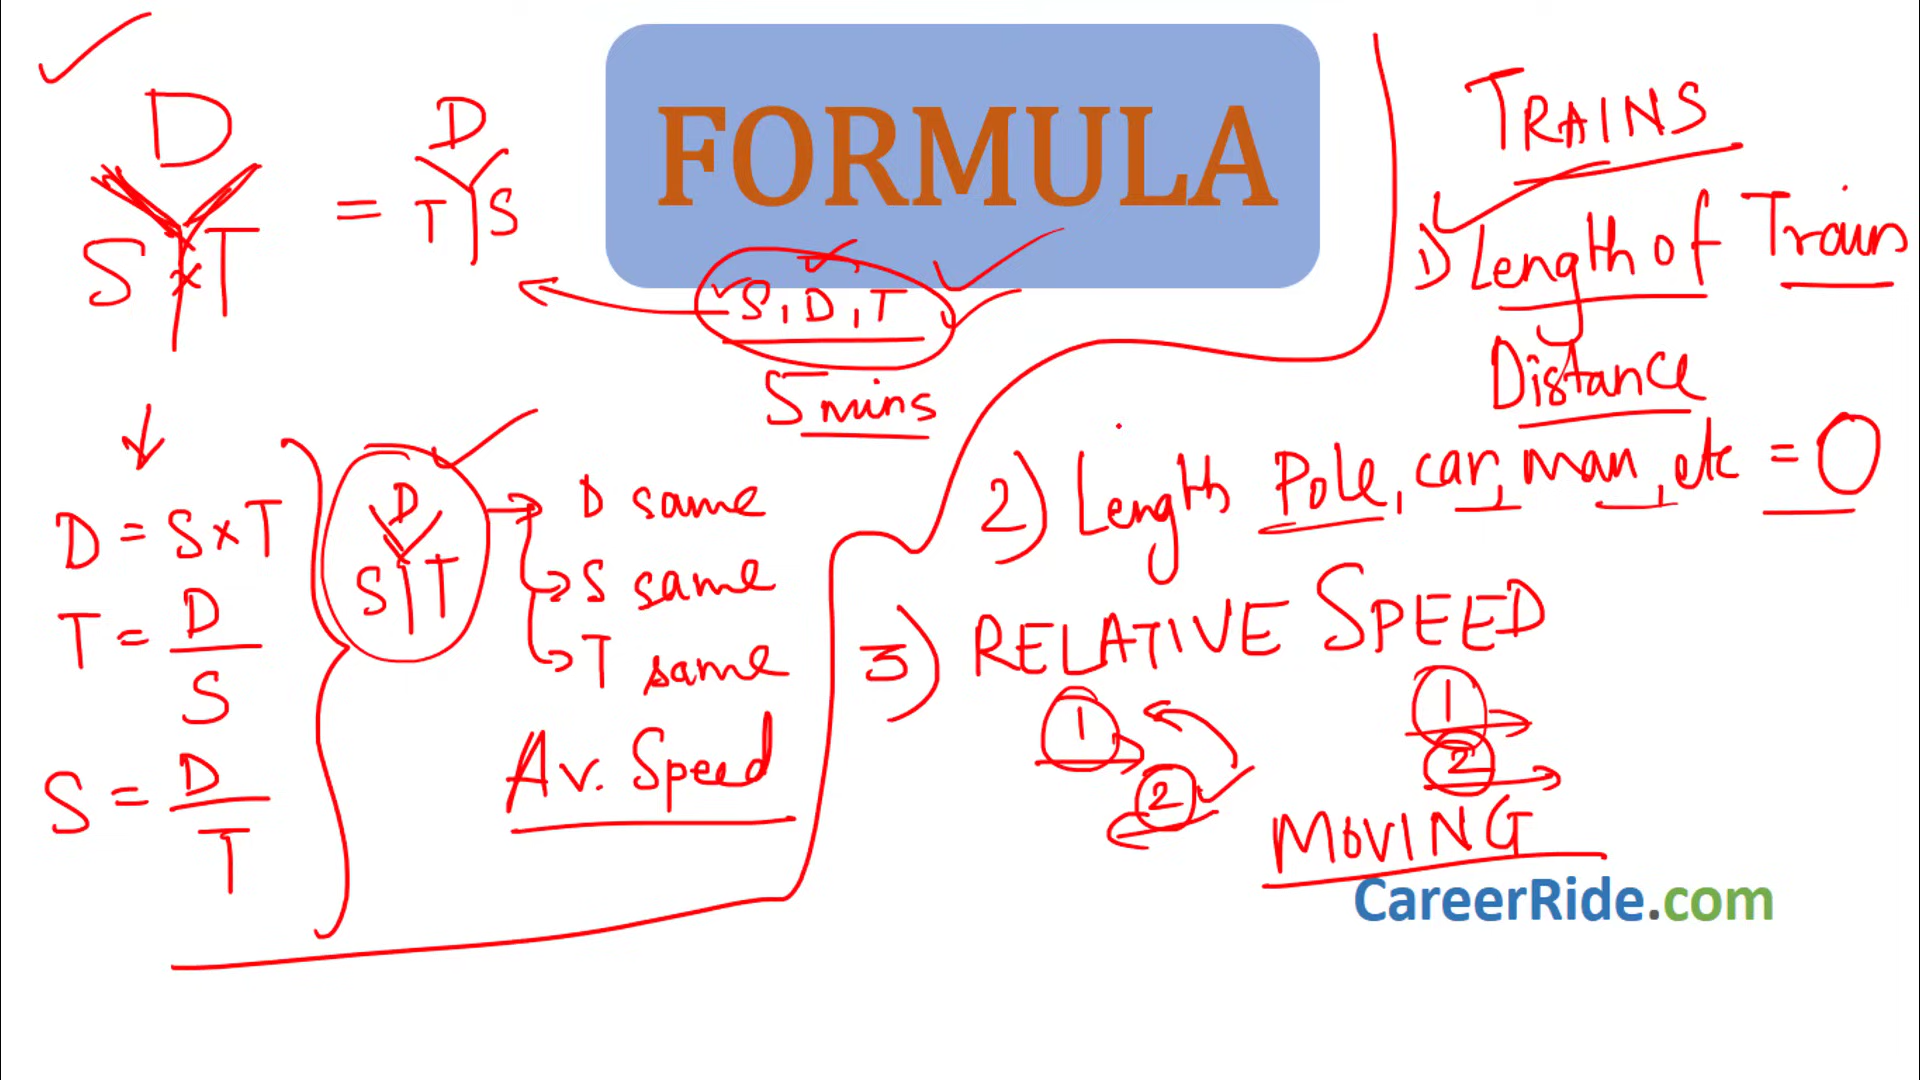 FORMULA
D
S × T
=
D
T S
S, D, T
5 mins
D = S × T
T = D
S
S = D
T
D
S T
D same
S same
T same
Av. Speed
TRAINS
1) Length of Trains
Distance
2) Length Pole, car, man, etc = 0
3) RELATIVE SPEED
1
2
1
2
MOVING
CareerRide.com